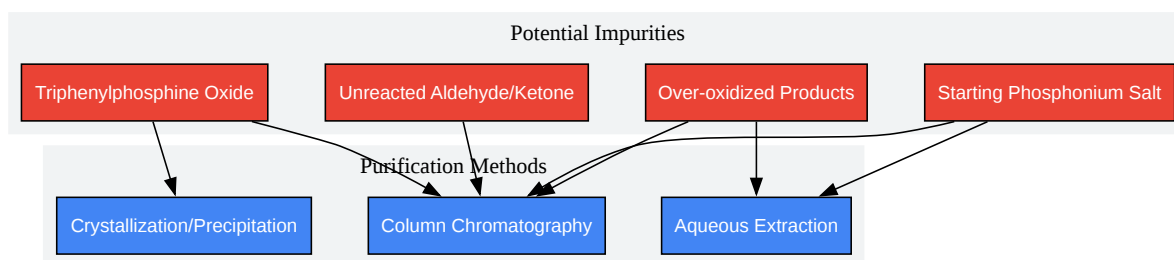 Potential Impurities
Triphenylphosphine Oxide
Unreacted Aldehyde/Ketone
Over-oxidized Products
Starting Phosphonium Salt
Purification Methods
Crystallization/Precipitation
Column Chromatography
Aqueous Extraction